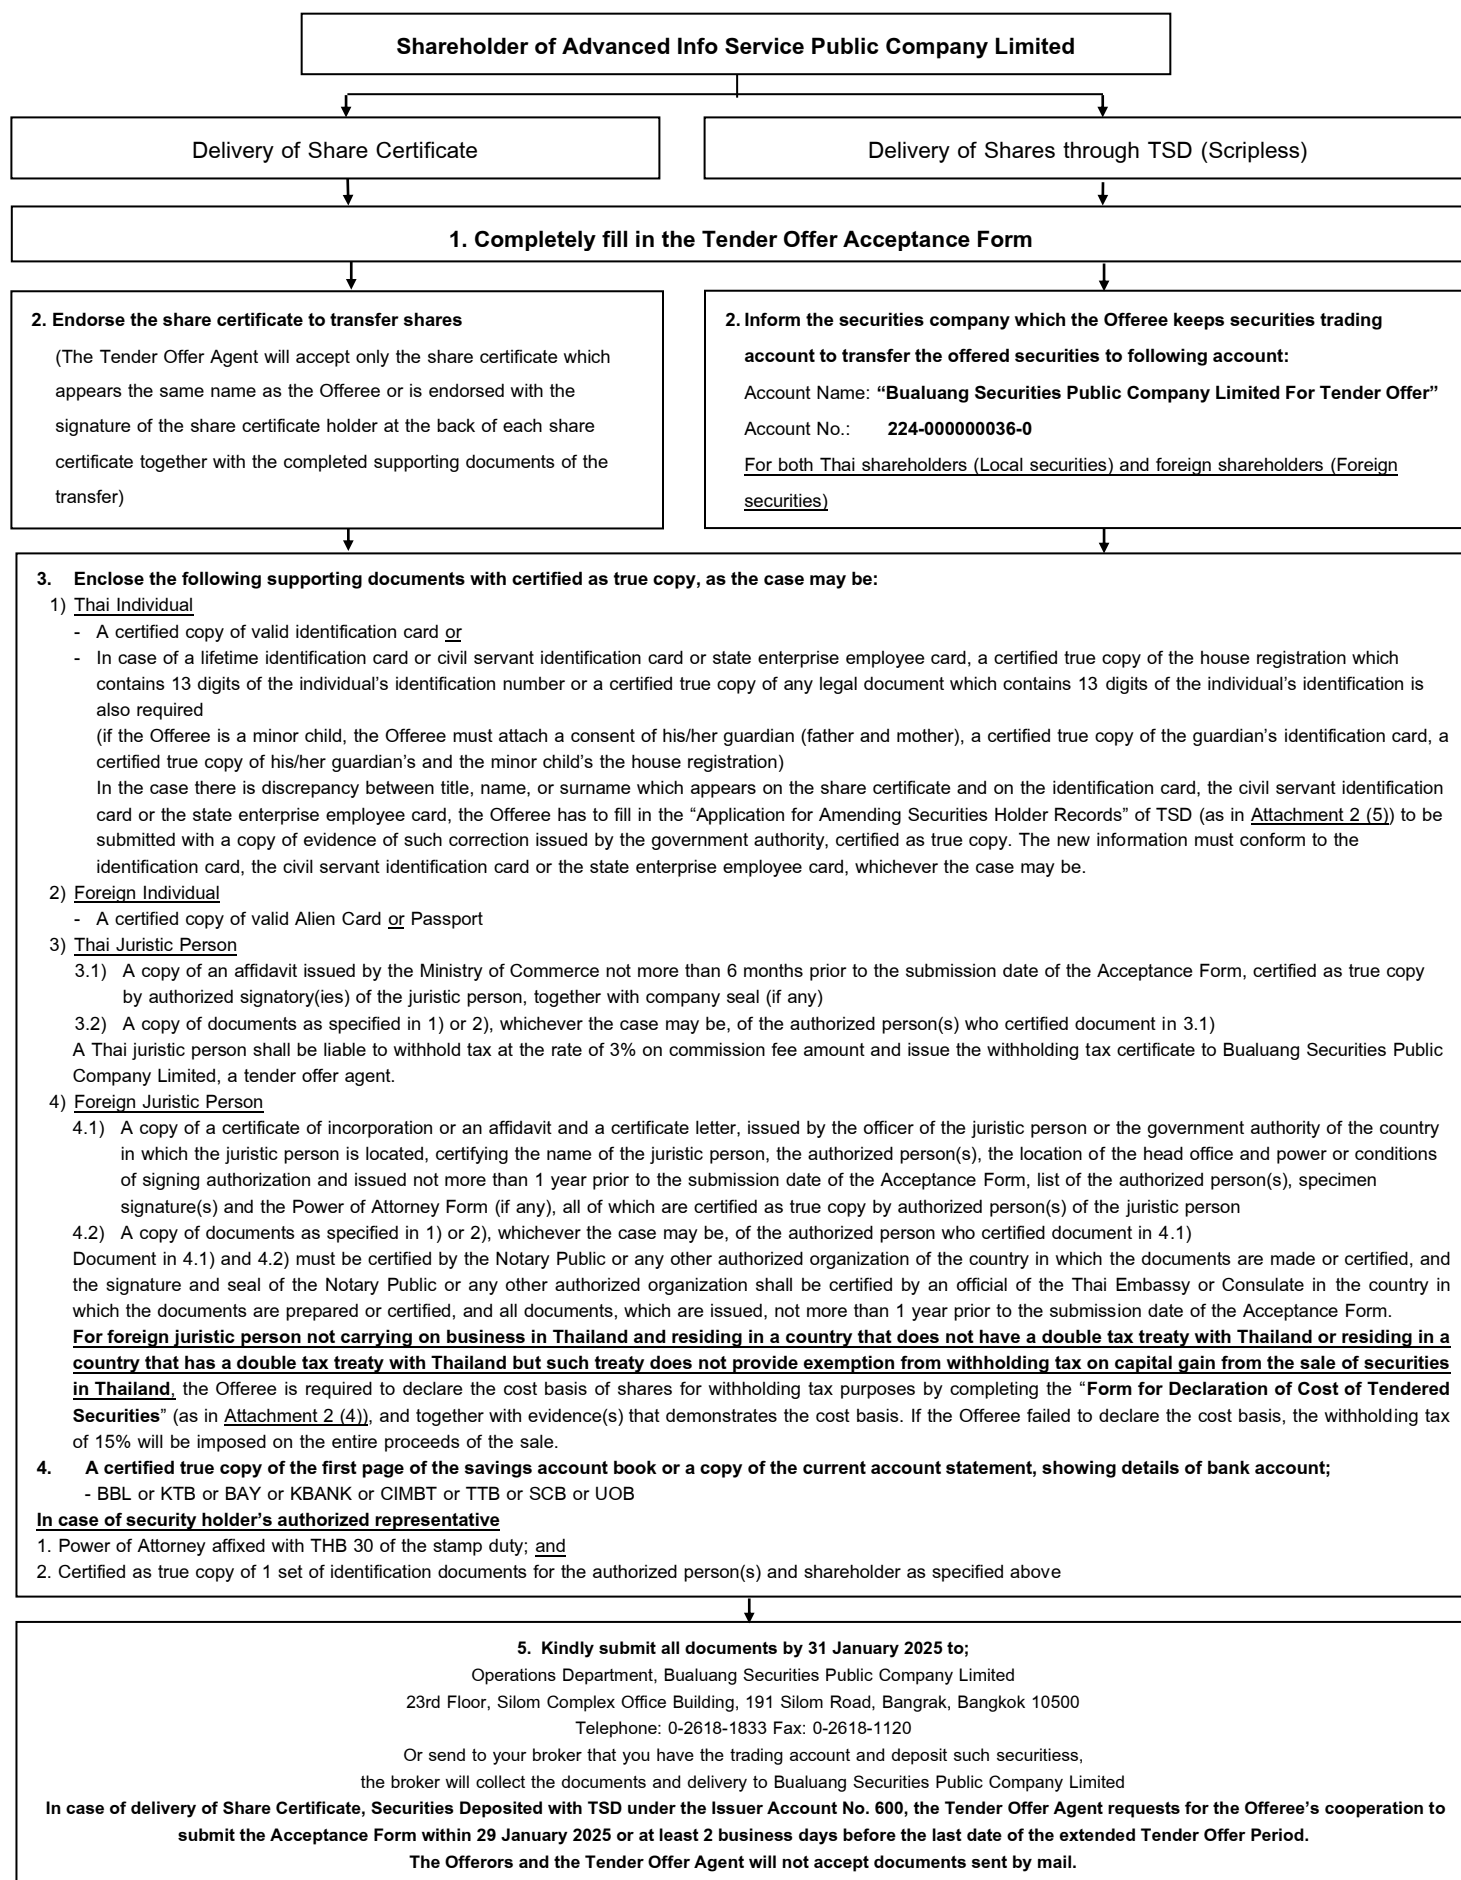 Shareholder of Advanced Info Service Public Company Limited
Delivery of Share Certificate
Delivery of Shares through TSD (Scripless)
1. Completely fill in the Tender Offer Acceptance Form
2. Endorse the share certificate to transfer shares
(The Tender Offer Agent will accept only the share certificate which
appears the same name as the Offeree or is endorsed with the
signature of the share certificate holder at the back of each share
certificate together with the completed supporting documents of the
transfer)
2. Inform the securities company which the Offeree keeps securities trading
account to transfer the offered securities to following account:
Account Name: “Bualuang Securities Public Company Limited For Tender Offer”
Account No.: 224-000000036-0
For both Thai shareholders (Local securities) and foreign shareholders (Foreign
securities)
3. Enclose the following supporting documents with certified as true copy, as the case may be:
1) Thai Individual
- A certified copy of valid identification card or
- In case of a lifetime identification card or civil servant identification card or state enterprise employee card, a certified true copy of the house registration which
contains 13 digits of the individual’s identification number or a certified true copy of any legal document which contains 13 digits of the individual’s identification is
also required
(if the Offeree is a minor child, the Offeree must attach a consent of his/her guardian (father and mother), a certified true copy of the guardian’s identification card, a
certified true copy of his/her guardian’s and the minor child’s the house registration)
In the case there is discrepancy between title, name, or surname which appears on the share certificate and on the identification card, the civil servant identification
card or the state enterprise employee card, the Offeree has to fill in the “Application for Amending Securities Holder Records” of TSD (as in Attachment 2 (5)) to be
submitted with a copy of evidence of such correction issued by the government authority, certified as true copy. The new information must conform to the
identification card, the civil servant identification card or the state enterprise employee card, whichever the case may be.
2) Foreign Individual
- A certified copy of valid Alien Card or Passport
3) Thai Juristic Person
3.1) A copy of an affidavit issued by the Ministry of Commerce not more than 6 months prior to the submission date of the Acceptance Form, certified as true copy
by authorized signatory(ies) of the juristic person, together with company seal (if any)
3.2) A copy of documents as specified in 1) or 2), whichever the case may be, of the authorized person(s) who certified document in 3.1)
A Thai juristic person shall be liable to withhold tax at the rate of 3% on commission fee amount and issue the withholding tax certificate to Bualuang Securities Public
Company Limited, a tender offer agent.
4) Foreign Juristic Person
4.1) A copy of a certificate of incorporation or an affidavit and a certificate letter, issued by the officer of the juristic person or the government authority of the country
in which the juristic person is located, certifying the name of the juristic person, the authorized person(s), the location of the head office and power or conditions
of signing authorization and issued not more than 1 year prior to the submission date of the Acceptance Form, list of the authorized person(s), specimen
signature(s) and the Power of Attorney Form (if any), all of which are certified as true copy by authorized person(s) of the juristic person
4.2) A copy of documents as specified in 1) or 2), whichever the case may be, of the authorized person who certified document in 4.1)
Document in 4.1) and 4.2) must be certified by the Notary Public or any other authorized organization of the country in which the documents are made or certified, and
the signature and seal of the Notary Public or any other authorized organization shall be certified by an official of the Thai Embassy or Consulate in the country in
which the documents are prepared or certified, and all documents, which are issued, not more than 1 year prior to the submission date of the Acceptance Form.
For foreign juristic person not carrying on business in Thailand and residing in a country that does not have a double tax treaty with Thailand or residing in a
country that has a double tax treaty with Thailand but such treaty does not provide exemption from withholding tax on capital gain from the sale of securities
in Thailand, the Offeree is required to declare the cost basis of shares for withholding tax purposes by completing the “Form for Declaration of Cost of Tendered
Securities” (as in Attachment 2 (4)), and together with evidence(s) that demonstrates the cost basis. If the Offeree failed to declare the cost basis, the withholding tax
of 15% will be imposed on the entire proceeds of the sale.
4. A certified true copy of the first page of the savings account book or a copy of the current account statement, showing details of bank account;
- BBL or KTB or BAY or KBANK or CIMBT or TTB or SCB or UOB
In case of security holder’s authorized representative
1. Power of Attorney affixed with THB 30 of the stamp duty; and
2. Certified as true copy of 1 set of identification documents for the authorized person(s) and shareholder as specified above
5. Kindly submit all documents by 31 January 2025 to;
Operations Department, Bualuang Securities Public Company Limited
23rd Floor, Silom Complex Office Building, 191 Silom Road, Bangrak, Bangkok 10500
Telephone: 0-2618-1833 Fax: 0-2618-1120
Or send to your broker that you have the trading account and deposit such securitiess,
the broker will collect the documents and delivery to Bualuang Securities Public Company Limited
In case of delivery of Share Certificate, Securities Deposited with TSD under the Issuer Account No. 600, the Tender Offer Agent requests for the Offeree’s cooperation to
submit the Acceptance Form within 29 January 2025 or at least 2 business days before the last date of the extended Tender Offer Period.
The Offerors and the Tender Offer Agent will not accept documents sent by mail.